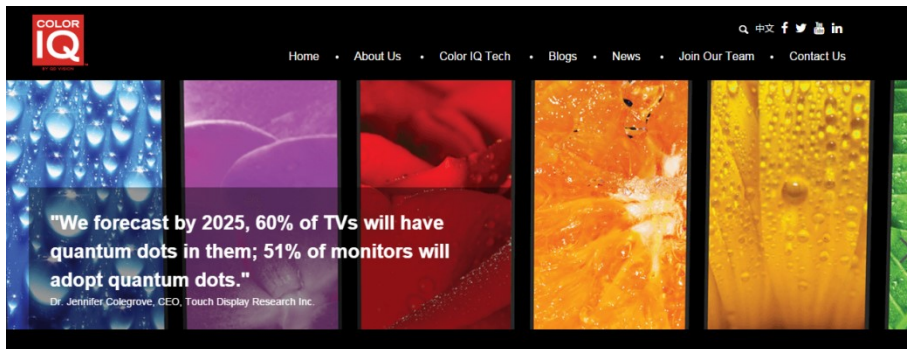 COLOR
IQ
中文
Home • About Us • Color IQ Tech • Blogs • News • Join Our Team • Contact Us
"We forecast by 2025, 60% of TVs will have
quantum dots in them; 51% of monitors will
adopt quantum dots."
Dr. Jennifer Colegrove, CEO, Touch Display Research Inc.